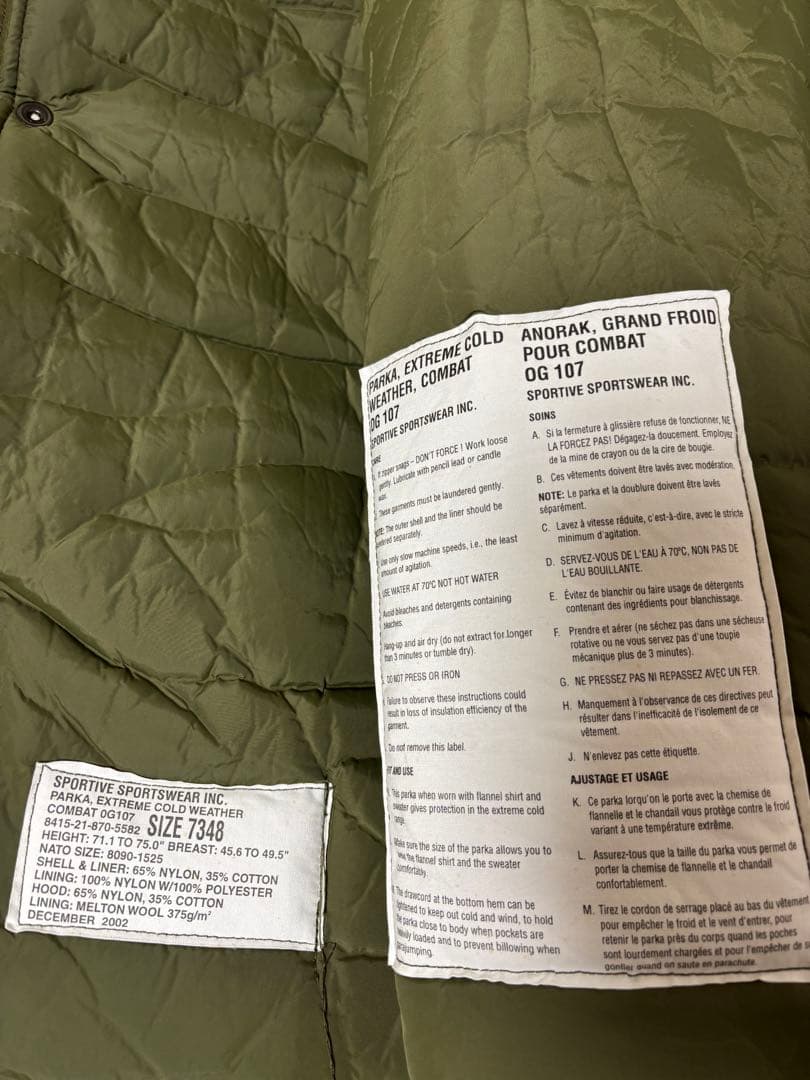 PARKA, EXTREME COLD
WEATHER, COMBAT
OG 107
SPORTIVE SPORTSWEAR INC.
If zipper snags – DON'T FORCE ! Work loose
gently. Lubricate with pencil lead or candle
wax.
These garments must be laundered gently.
The outer shell and the liner should be
separately.
Use only slow machine speeds, i.e., the least
amount of agitation.
USE WATER AT 70ºC NOT HOT WATER
Avoid bleaches and detergents containing
bleaches.
Hang-up and air dry (do not extract for longer
than 3 minutes or tumble dry).
DO NOT PRESS OR IRON
Failure to observe these instructions could
result in loss of insulation efficiency of the
garment.
Do not remove this label.
AND USE
This parka when worn with flannel shirt and
sweater gives protection in the extreme cold
range.
Make sure the size of the parka allows you to
the flannel shirt and the sweater
comfortably.
The drawcord at the bottom hem can be
tightened to keep out cold and wind, to hold
the parka close to body when pockets are
heavily loaded and to prevent billowing when
parajumping.
ANORAK, GRAND FROID
POUR COMBAT
OG 107
SPORTIVE SPORTSWEAR INC.
SOINS
A. Si la fermeture à glissière refuse de fonctionner, NE
LA FORCEZ PAS! Dégagez-la doucement. Employez
de la mine de crayon ou de la cire de bougie.
B. Ces vêtements doivent être lavés avec modération.
NOTE: Le parka et la doublure doivent être lavés
séparément.
C. Lavez à vitesse réduite, c'est-à-dire, avec le stricte
minimum d'agitation.
D. SERVEZ-VOUS DE L'EAU À 70ºC, NON PAS DE
L'EAU BOUILLANTE.
E. Évitez de blanchir ou faire usage de détergents
contenant des ingrédients pour blanchissage.
F. Prendre et aérer (ne séchez pas dans une sécheuse
rotative ou ne vous servez pas d'une toupie
mécanique plus de 3 minutes).
G. NE PRESSEZ PAS NI REPASSEZ AVEC UN FER.
H. Manquement à l'observance de ces directives peut
résulter dans l'inefficacité de l'isolement de ce
vêtement.
J. N'enlevez pas cette étiquette.
AJUSTAGE ET USAGE
K. Ce parka lorqu'on le porte avec la chemise de
flannelle et le chandail vous protège contre le froid
variant à une température extrême.
L. Assurez-tous que la taille du parka vous permet de
porter la chemise de flannelle et le chandail
confortablement.
M. Tirez le cordon de serrage placé au bas du vêtement
pour empêcher le froid et le vent d'entrer, pour
retenir le parka près du corps quand les poches
sont lourdement chargées et pour l'empêcher de
gonfler quand on saute en parachute.
SPORTIVE SPORTSWEAR INC.
PARKA, EXTREME COLD WEATHER
COMBAT 0G107
8415-21-870-5582 SIZE 7348
HEIGHT: 71.1 TO 75.0" BREAST: 45.6 TO 49.5"
NATO SIZE: 8090-1525
SHELL & LINER: 65% NYLON, 35% COTTON
LINING: 100% NYLON W/100% POLYESTER
HOOD: 65% NYLON, 35% COTTON
LINING: MELTON WOOL 375g/m²
DECEMBER 2002